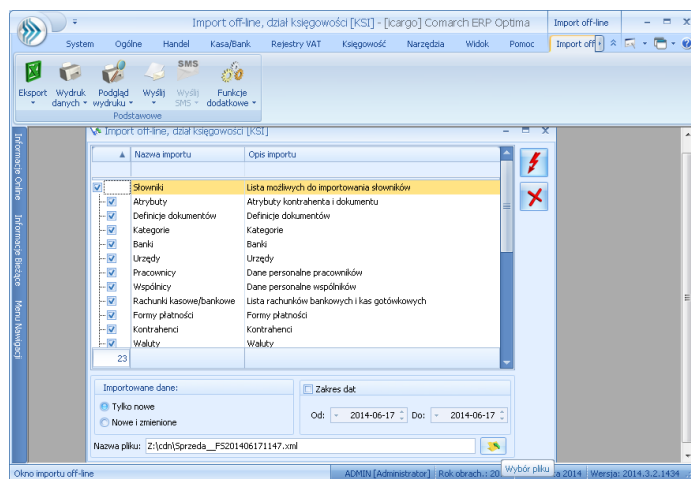 Import off-line, dział księgowości [KSI] - [icargo] Comarch ERP Optima
Import off-line
System Ogólne Handel Kasa/Bank Rejestry VAT Księgowość Narzędzia Widok Pomoc Import off
Eksport Wydruk danych Podgląd wydruku Wyślij Wyślij SMS Funkcje dodatkowe
Podstawowe
Informacje Online
Informacje Bieżące
Menu Nawigacji
Import off-line, dział księgowości [KSI]
Nazwa importu Opis importu
Słowniki Lista możliwych do importowania słowników
Atrybuty Atrybuty kontrahenta i dokumentu
Definicje dokumentów Definicje dokumentów
Kategorie Kategorie
Banki Banki
Urzędy Urzędy
Pracownicy Dane personalne pracowników
Wspólnicy Dane personalne wspólników
Rachunki kasowe/bankowe Lista rachunków bankowych i kas gotówkowych
Formy płatności Formy płatności
Kontrahenci Kontrahenci
Waluty Waluty
23
Importowane dane:
Tylko nowe
Nowe i zmienione
Zakres dat
Od: 2014-06-17 Do: 2014-06-17
Nazwa pliku: Z:\cdn\Sprzeda__FS201406171147.xml
Wybór pliku
Okno importu off-line ADMIN [Administrator] Rok obrach.: 20 a 2014 Wersja: 2014.3.2.1434